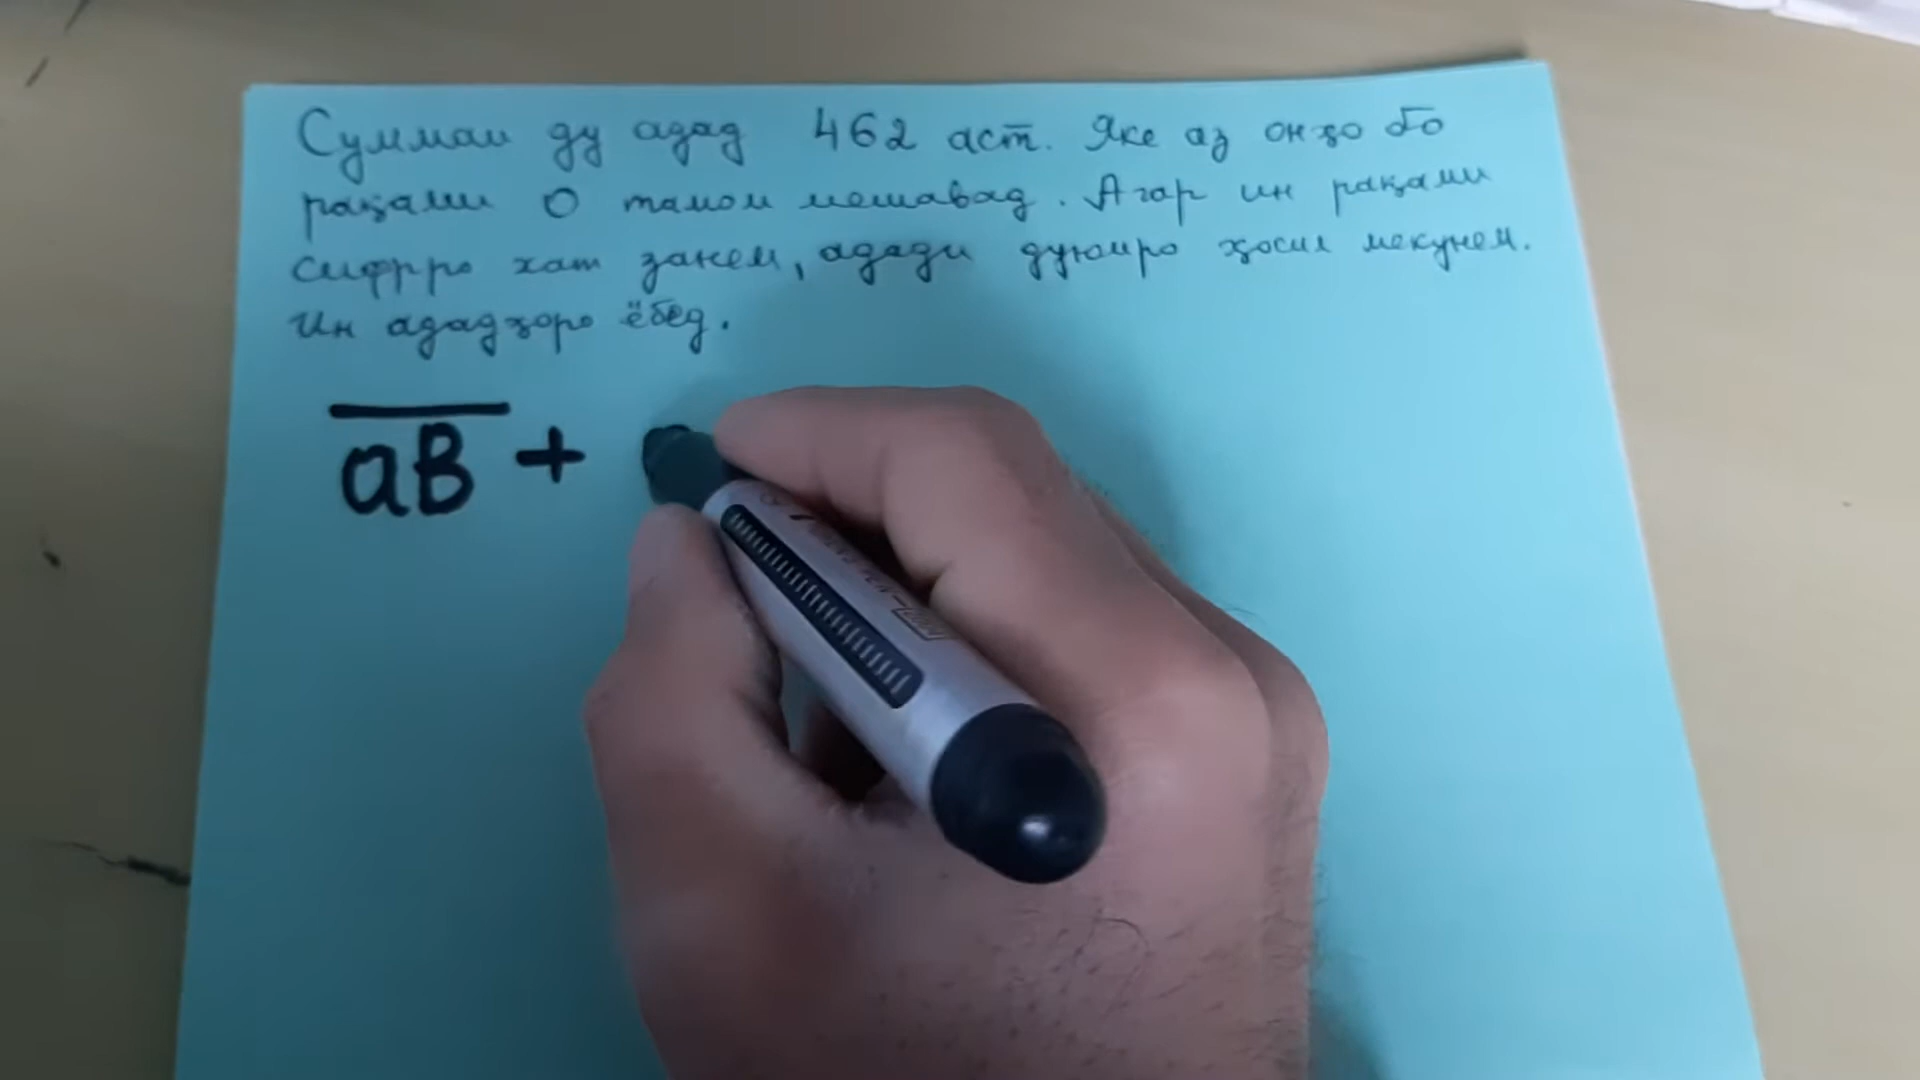 Суммаи ду адад 462 аст. Яке аз онҳо бо
рақами 0 тамом мешавад. Агар ин рақами
сифрро хат занем, адади дуюмро ҳосил мекунем.
Ин ададҳоро ёбед.
aB +